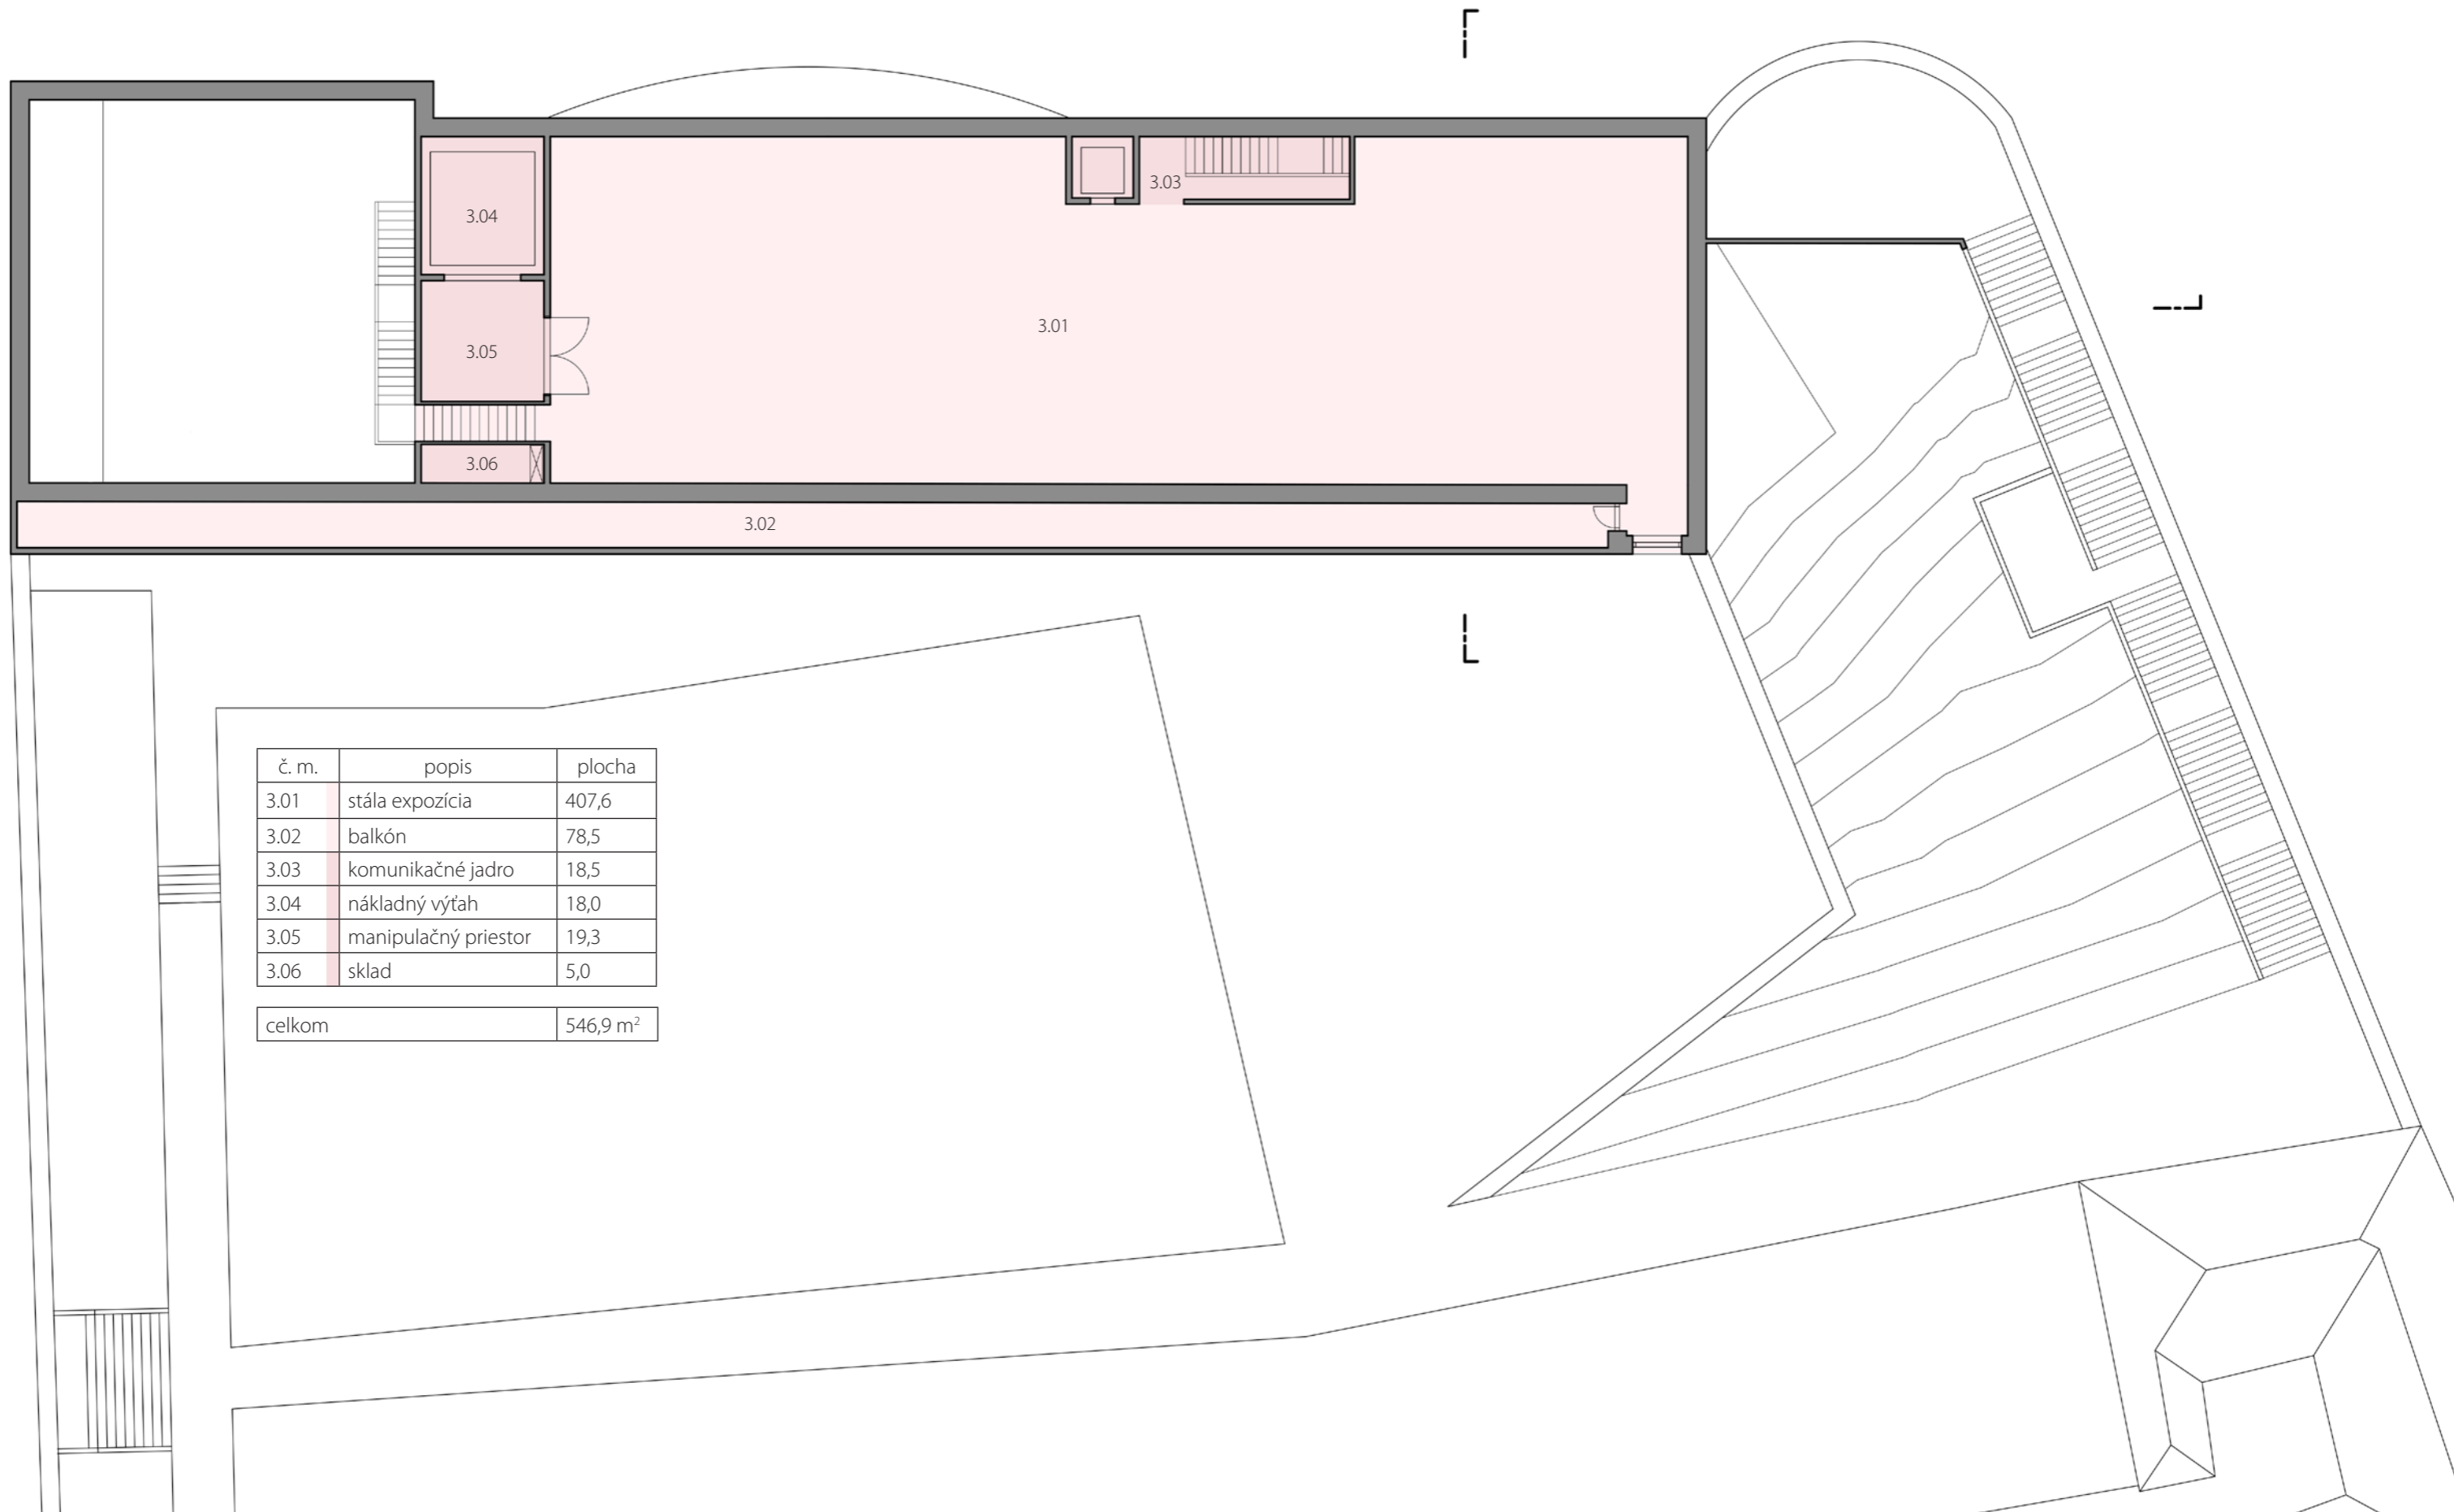 3.03
3.04
3.01
3.05
3.06
3.02
č. m. popis plocha
3.01 stála expozícia 407,6
3.02 balkón 78,5
3.03 komunikačné jadro 18,5
3.04 nákladný výťah 18,0
3.05 manipulačný priestor 19,3
3.06 sklad 5,0
celkom 546,9 m²